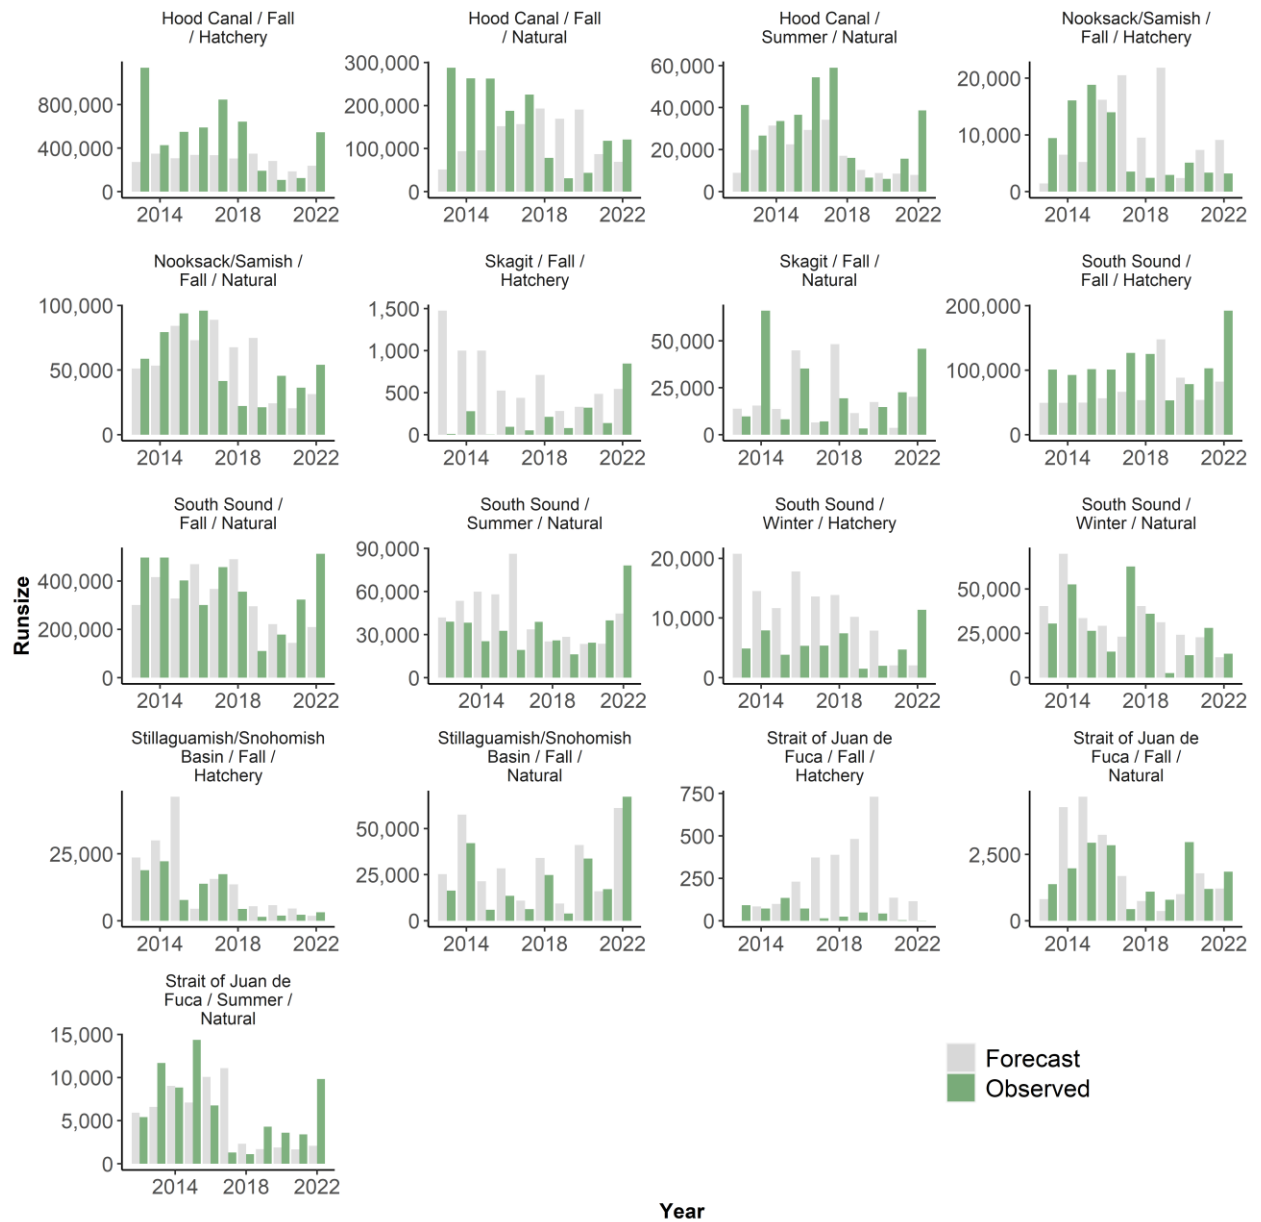 Hood Canal / Fall
/ Hatchery
Hood Canal / Fall
/ Natural
Hood Canal /
Summer / Natural
Nooksack/Samish /
Fall / Hatchery
800,000
400,000
0
2014 2018 2022
300,000
200,000
100,000
0
2014 2018 2022
60,000
40,000
20,000
0
2014 2018 2022
20,000
10,000
0
2014 2018 2022
Nooksack/Samish /
Fall / Natural
Skagit / Fall /
Hatchery
Skagit / Fall /
Natural
South Sound /
Fall / Hatchery
100,000
50,000
0
2014 2018 2022
1,500
1,000
500
0
2014 2018 2022
50,000
25,000
0
2014 2018 2022
200,000
100,000
0
2014 2018 2022
South Sound /
Fall / Natural
South Sound /
Summer / Natural
South Sound /
Winter / Hatchery
South Sound /
Winter / Natural
400,000
200,000
0
2014 2018 2022
90,000
60,000
30,000
0
2014 2018 2022
20,000
10,000
0
2014 2018 2022
50,000
25,000
0
2014 2018 2022
Runsize
Stillaguamish/Snohomish
Basin / Fall /
Hatchery
Stillaguamish/Snohomish
Basin / Fall /
Natural
Strait of Juan de
Fuca / Fall /
Hatchery
Strait of Juan de
Fuca / Fall /
Natural
25,000
0
2014 2018 2022
50,000
25,000
0
2014 2018 2022
750
500
250
0
2014 2018 2022
2,500
0
2014 2018 2022
Strait of Juan de
Fuca / Summer /
Natural
15,000
10,000
5,000
0
2014 2018 2022
Forecast
Observed
Year